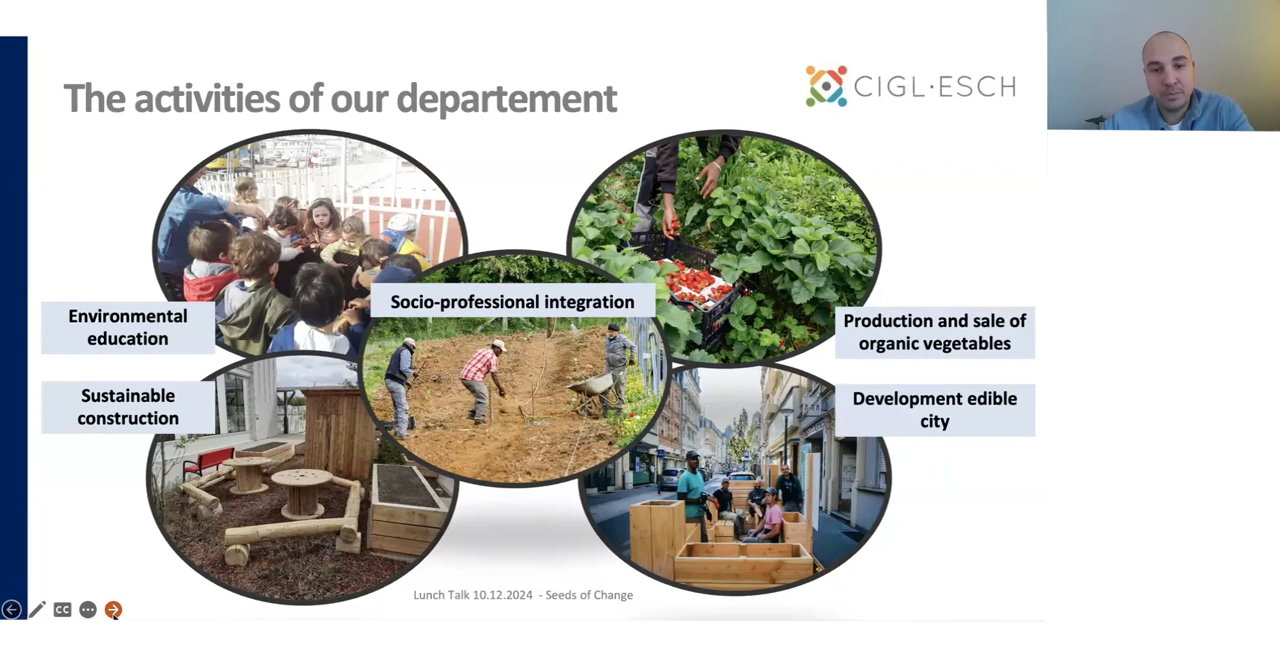 The activities of our departement
CIGL·ESCH
Socio-professional integration
Environmental
education
Production and sale of
organic vegetables
Sustainable
construction
Development edible
city
Lunch Talk 10.12.2024 - Seeds of Change
CC